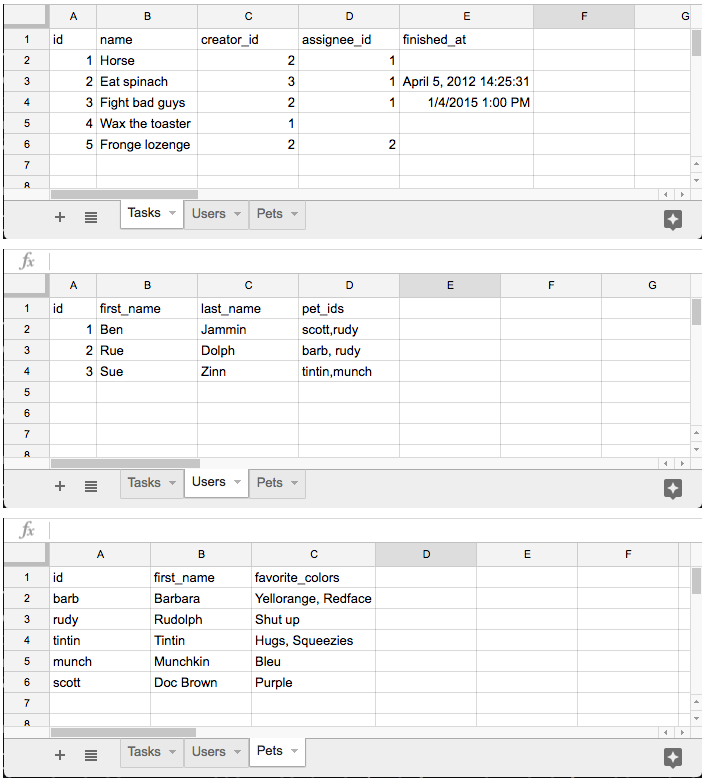 A B C D E F G
1 id name creator_id assignee_id finished_at
2 1 Horse 2 1
3 2 Eat spinach 3 1 April 5, 2012 14:25:31
4 3 Fight bad guys 2 1 1/4/2015 1:00 PM
5 4 Wax the toaster 1
6 5 Fronge lozenge 2 2
7
8
+ Tasks Users Pets
fx
A B C D E F G
1 id first_name last_name pet_ids
2 1 Ben Jammin scott,rudy
3 2 Rue Dolph barb, rudy
4 3 Sue Zinn tintin,munch
5
6
7
8
+ Tasks Users Pets
fx
A B C D E F
1 id first_name favorite_colors
2 barb Barbara Yellorange, Redface
3 rudy Rudolph Shut up
4 tintin Tintin Hugs, Squeezies
5 munch Munchkin Bleu
6 scott Doc Brown Purple
7
8
+ Tasks Users Pets